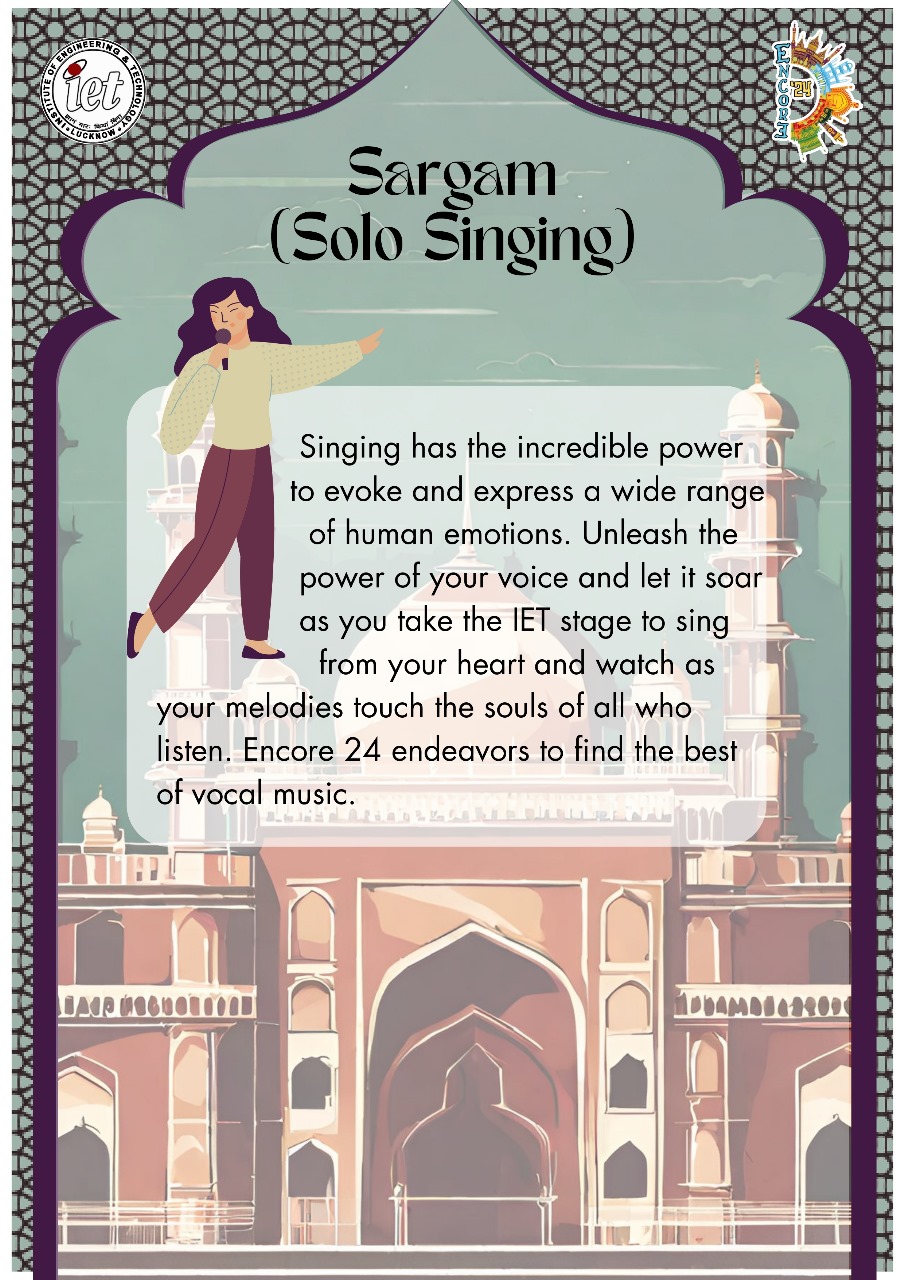 INSTITUTE OF ENGINEERING & TECHNOLOGY
iet
LUCKNOW
ENCORE
'24
Sargam
(Solo Singing)
Singing has the incredible power
to evoke and express a wide range
of human emotions. Unleash the
power of your voice and let it soar
as you take the IET stage to sing
from your heart and watch as
your melodies touch the souls of all who
listen. Encore 24 endeavors to find the best
of vocal music.